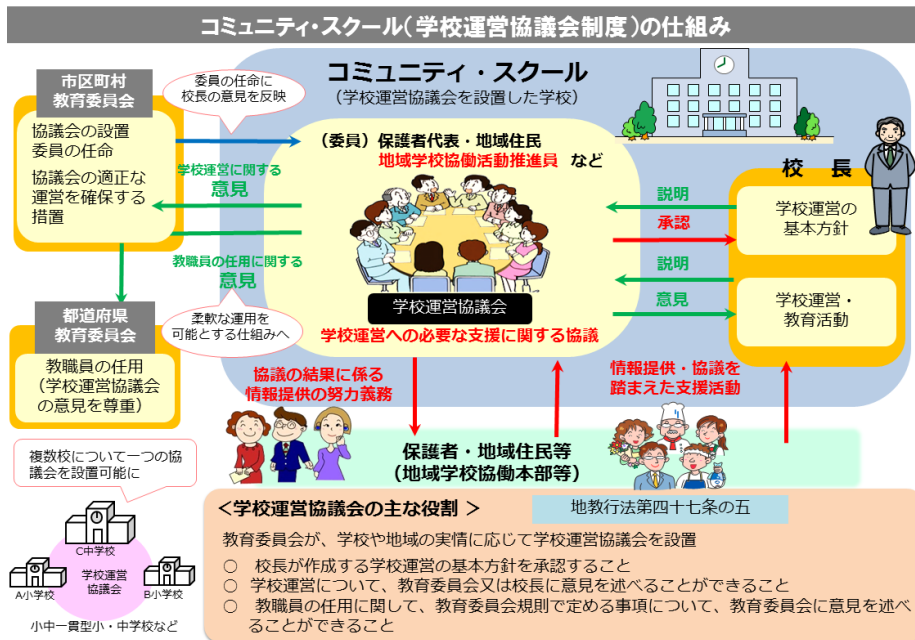 コミュニティ・スクール(学校運営協議会制度)の仕組み
市区町村
教育委員会
協議会の設置
委員の任命
協議会の適正な
運営を確保する
措置
委員の任命に
校長の意見を反映
コミュニティ・スクール
(学校運営協議会を設置した学校)
(委員)保護者代表・地域住民
地域学校協働活動推進員 など
学校運営に関する
意見
教職員の任用に関する
意見
柔軟な運用を
可能とする仕組みへ
学校運営協議会
学校運営への必要な支援に関する協議
校 長
説明
承認
学校運営の
基本方針
説明
意見
学校運営・
教育活動
都道府県
教育委員会
教職員の任用
(学校運営協議会
の意見を尊重)
協議の結果に係る
情報提供の努力義務
情報提供・協議を
踏まえた支援活動
保護者・地域住民等
(地域学校協働本部等)
複数校について一つの協
議会を設置可能に
C中学校
学校運営
協議会
A小学校
B小学校
小中一貫型小・中学校など
<学校運営協議会の主な役割 >
地教行法第四十七条の五
教育委員会が、学校や地域の実情に応じて学校運営協議会を設置
○ 校長が作成する学校運営の基本方針を承認すること
○ 学校運営について、教育委員会又は校長に意見を述べることができること
○ 教職員の任用に関して、教育委員会規則で定める事項について、教育委員会に意見を述べ
ることができること